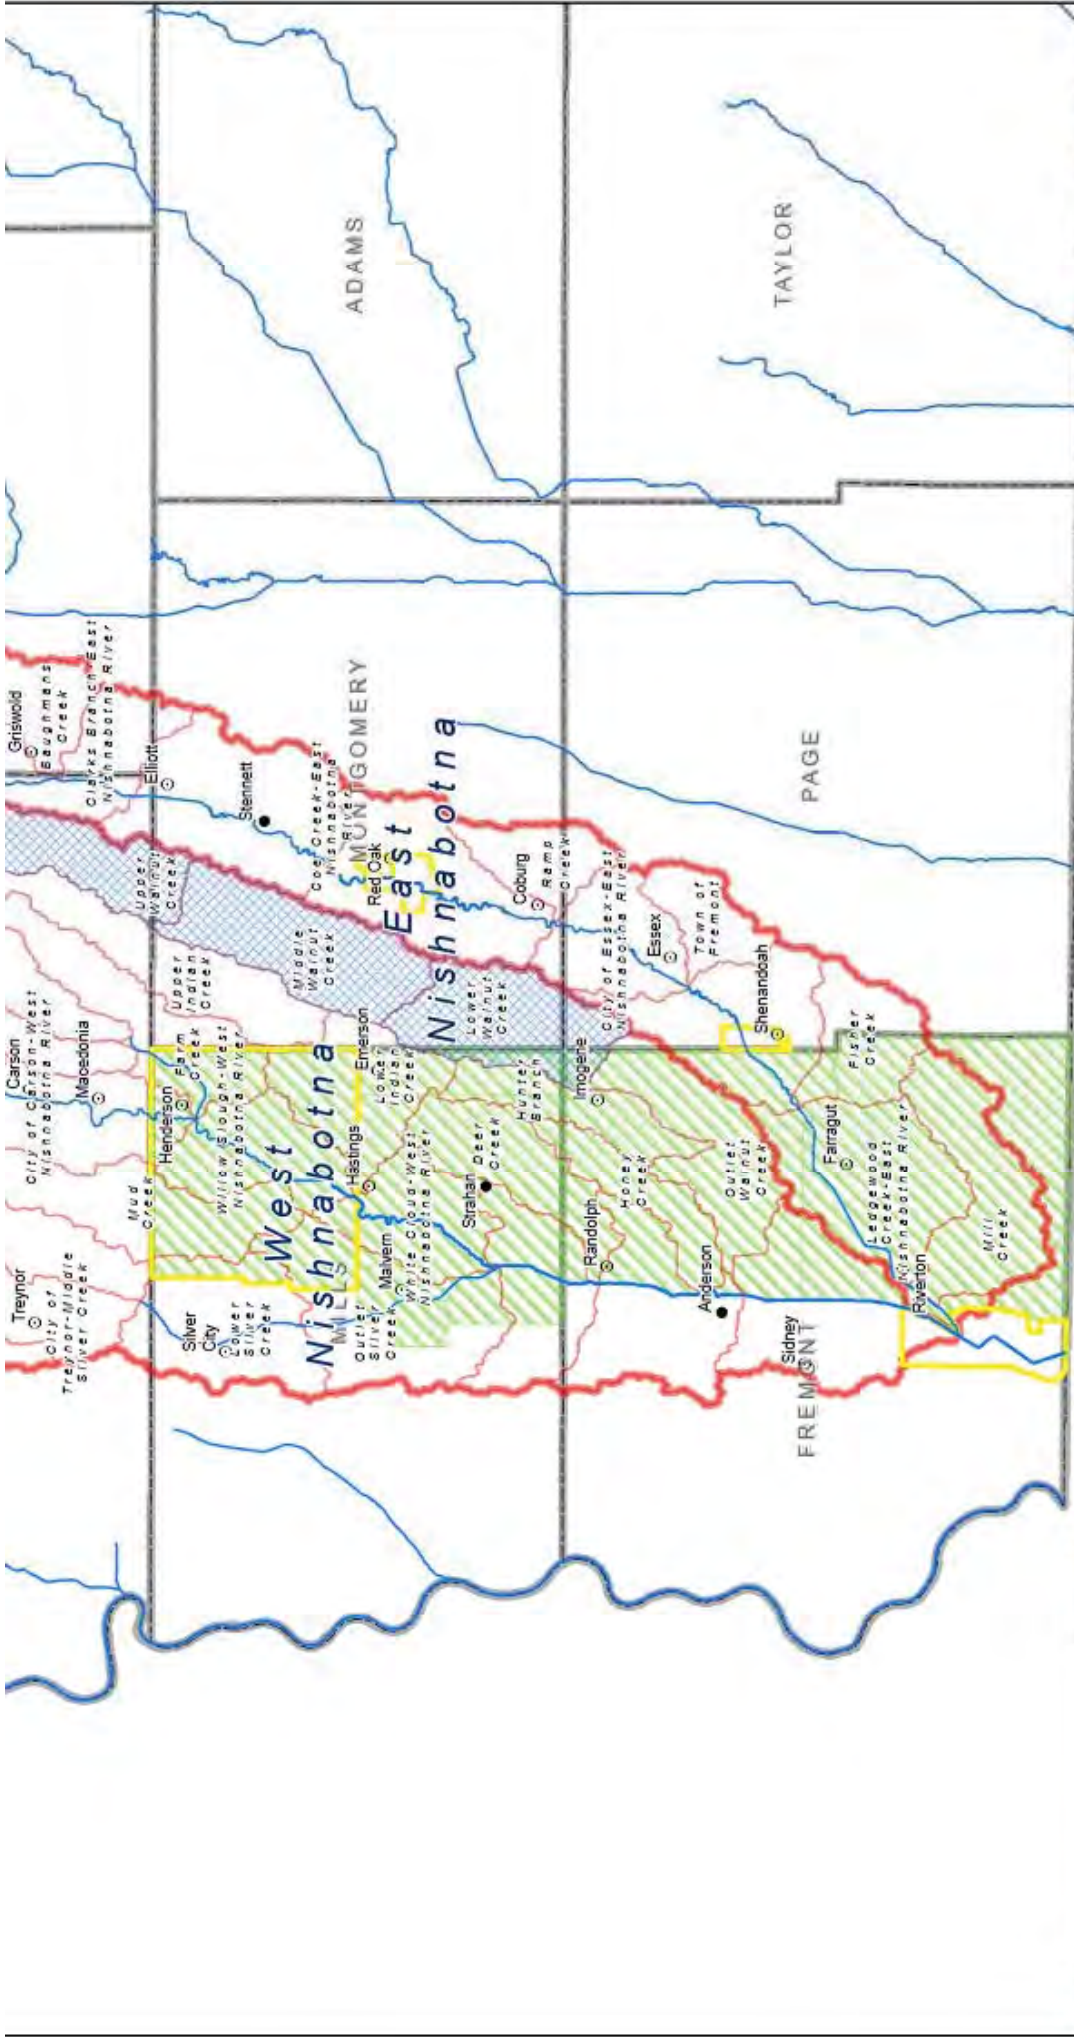 Griswold
Baughmans
Creek
Clarks Branch-East
Nishnabotna River
Elliott
Stennett
Coe Creek-East
Nishnabotna
River
MONTGOMERY
Red Oak
East
Nishnabotna
Upper
Walnut
Creek
Middle
Walnut
Creek
Lower
Walnut
Creek
Coburg
Ramp
Creek
City of Essex-East
Nishnabotna River
Essex
Town of
Fremont
Shenandoah
Fisher
Creek
ADAMS
TAYLOR
PAGE
Carson
City of Carson-West
Nishnabotna River
Macedonia
Upper
Indian
Creek
Henderson
Farm
Creek
Mud
Creek
Willow Slough-West
Nishnabotna River
West
Nishnabotna
MILLS
Emerson
Hastings
Lower
Indian
Creek
Malvern
White Cloud-West
Nishnabotna River
Strahan
Deer
Creek
Hunter
Branch
Imogene
Treynor
City of
Treynor-Middle
Silver Creek
Silver
City
Lower
Silver
Creek
Outlet
Silver
Creek
Randolph
Honey
Creek
Anderson
Outlet
Walnut
Creek
Sidney
FREMONT
Farragut
Ledgewood
Creek-East
Nishnabotna River
Riverton
Mill
Creek